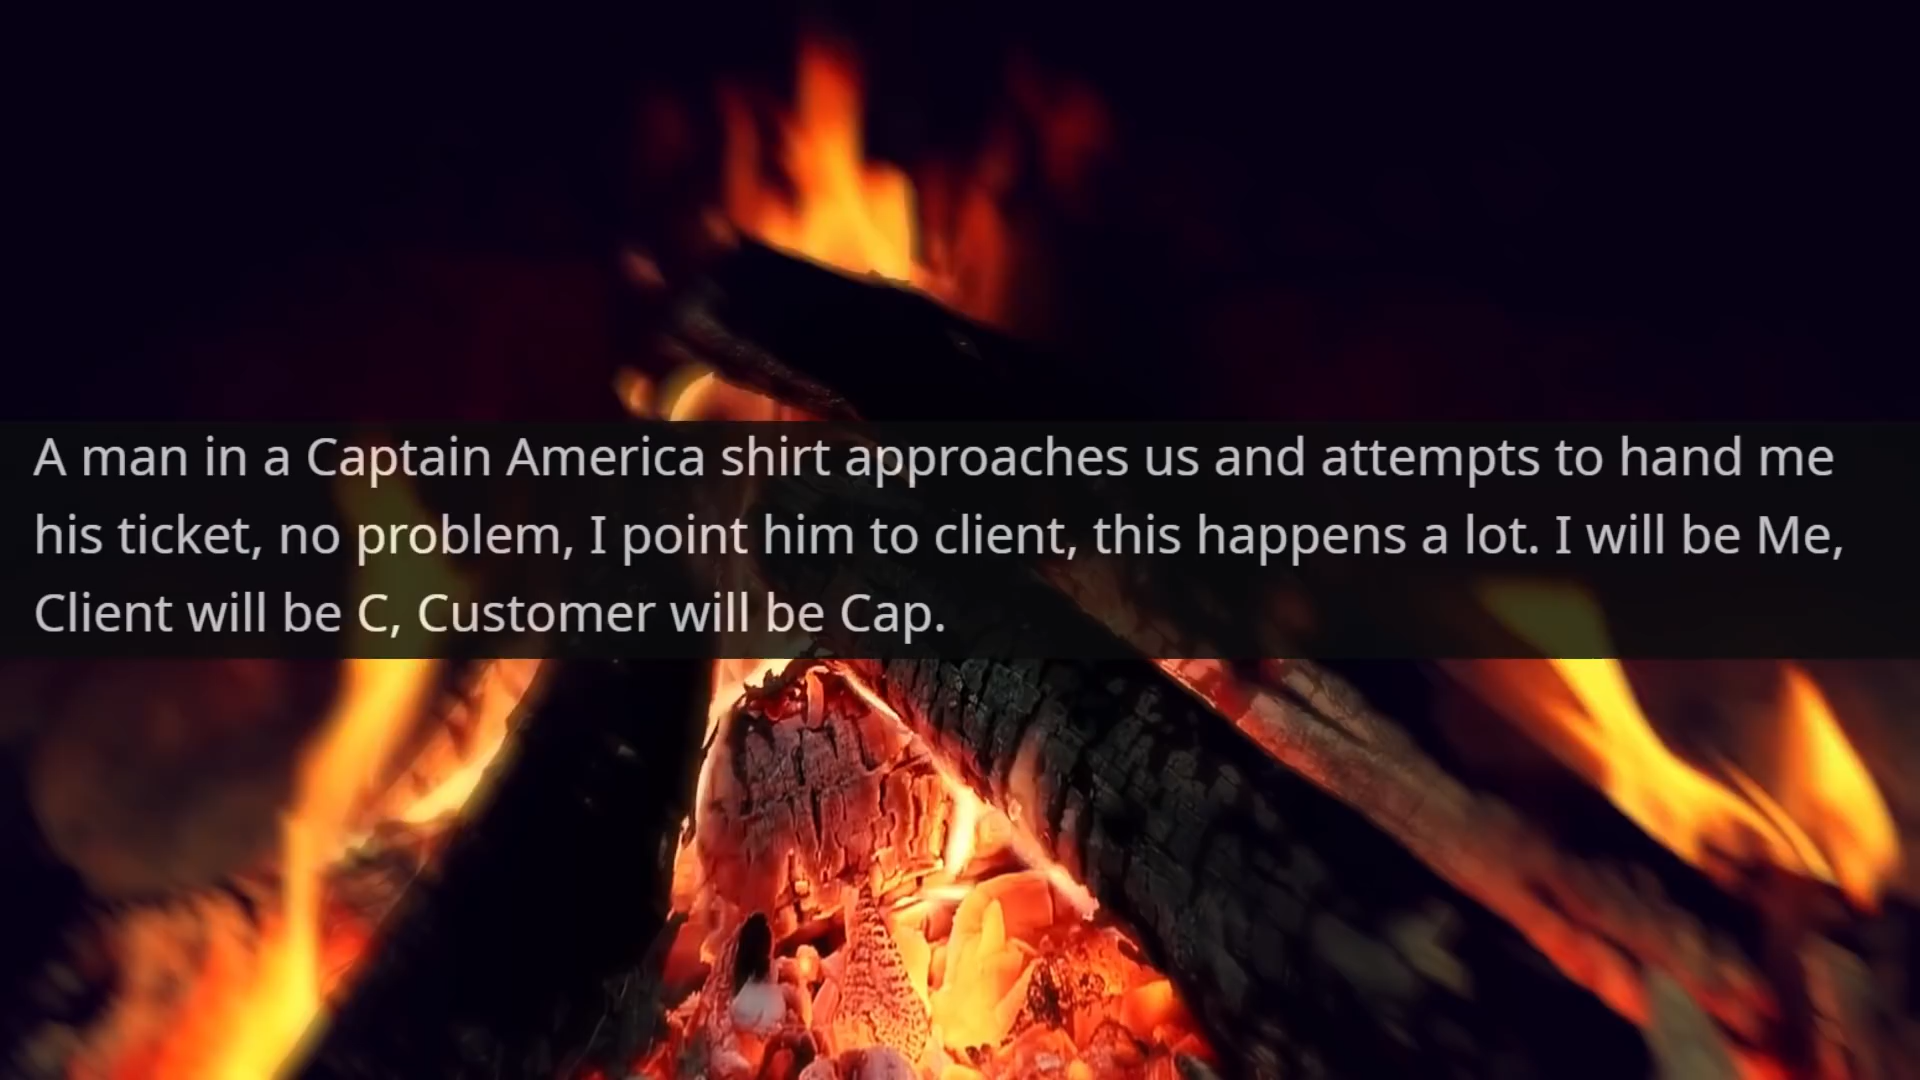 A man in a Captain America shirt approaches us and attempts to hand me
his ticket, no problem, I point him to client, this happens a lot. I will be Me,
Client will be C, Customer will be Cap.